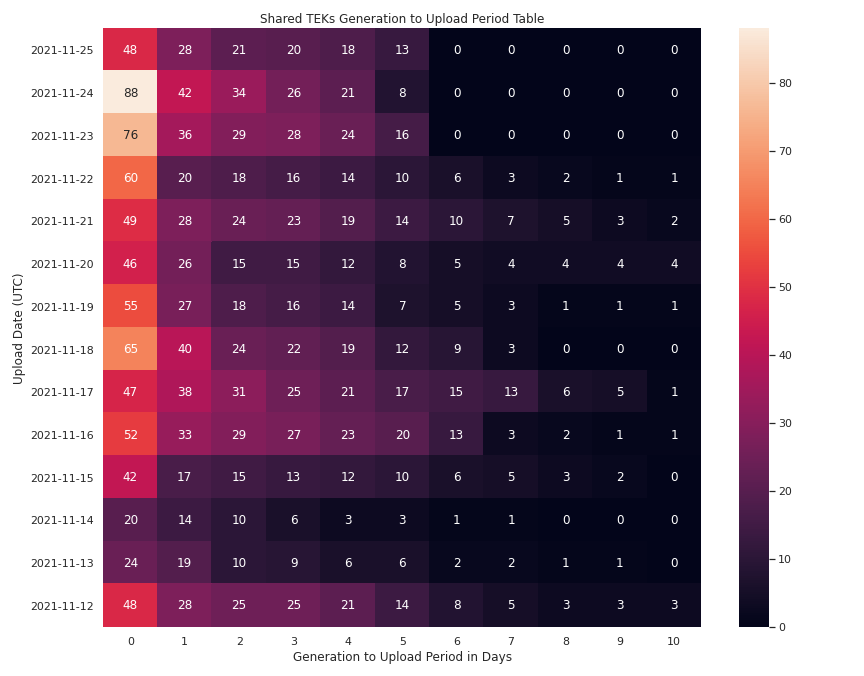 Shared TEKs Generation to Upload Period Table
2021-11-25 48 28 21 20 18 13 0 0 0 0 0
2021-11-24 88 42 34 26 21 8 0 0 0 0 0
2021-11-23 76 36 29 28 24 16 0 0 0 0 0
2021-11-22 60 20 18 16 14 10 6 3 2 1 1
2021-11-21 49 28 24 23 19 14 10 7 5 3 2
2021-11-20 46 26 15 15 12 8 5 4 4 4 4
2021-11-19 55 27 18 16 14 7 5 3 1 1 1
2021-11-18 65 40 24 22 19 12 9 3 0 0 0
2021-11-17 47 38 31 25 21 17 15 13 6 5 1
2021-11-16 52 33 29 27 23 20 13 3 2 1 1
2021-11-15 42 17 15 13 12 10 6 5 3 2 0
2021-11-14 20 14 10 6 3 3 1 1 0 0 0
2021-11-13 24 19 10 9 6 6 2 2 1 1 0
2021-11-12 48 28 25 25 21 14 8 5 3 3 3
0 1 2 3 4 5 6 7 8 9 10
Generation to Upload Period in Days
Upload Date (UTC)
80
70
60
50
40
30
20
10
0